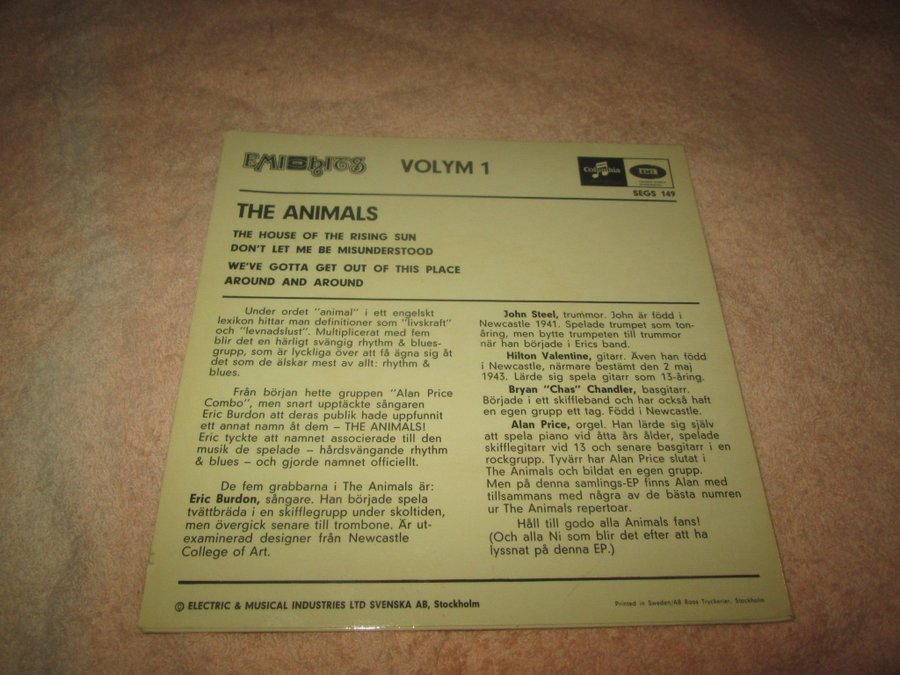 EMI hits VOLYM 1
Columbia EMI
SEGS 149
THE ANIMALS
THE HOUSE OF THE RISING SUN
DON'T LET ME BE MISUNDERSTOOD
WE'VE GOTTA GET OUT OF THIS PLACE
AROUND AND AROUND
Under ordet "animal" i ett engelskt
lexikon hittar man definitioner som "livskraft"
och "levnadslust". Multiplicerat med fem
blir det en härligt svängig rhythm & blues-
grupp, som är lyckliga över att få ägna sig åt
det som de älskar mest av allt: rhythm &
blues.
Från början hette gruppen "Alan Price
Combo", men snart upptäckte sångaren
Eric Burdon att deras publik hade uppfunnit
ett annat namn åt dem – THE ANIMALS!
Eric tyckte att namnet associerade till den
musik de spelade – hårdsvängande rhythm
& blues – och gjorde namnet officiellt.
De fem grabbarna i The Animals är:
Eric Burdon, sångare. Han började spela
tvättbräda i en skifflegrupp under skoltiden,
men övergick senare till trombone. Är ut-
examinerad designer från Newcastle
College of Art.
John Steel, trummor. John är född i
Newcastle 1941. Spelade trumpet som ton-
åring, men bytte trumpeten till trummor
när han började i Erics band.
Hilton Valentine, gitarr. Även han född
i Newcastle, närmare bestämt den 2 maj
1943. Lärde sig spela gitarr som 13-åring.
Bryan "Chas" Chandler, basgitarr.
Började i ett skiffleband och har också haft
en egen grupp ett tag. Född i Newcastle.
Alan Price, orgel. Han lärde sig själv
att spela piano vid åtta års ålder, spelade
skifflegitarr vid 13 och senare basgitarr i en
rockgrupp. Tyvärr har Alan Price slutat i
The Animals och bildat en egen grupp.
Men på denna samlings-EP finns Alan med
tillsammans med några av de bästa numren
ur The Animals repertoar.
Håll till godo alla Animals fans!
(Och alla Ni som blir det efter att ha
lyssnat på denna EP.)
© ELECTRIC & MUSICAL INDUSTRIES LTD SVENSKA AB, Stockholm
Printed in Sweden/AB Roos Tryckerier, Stockholm